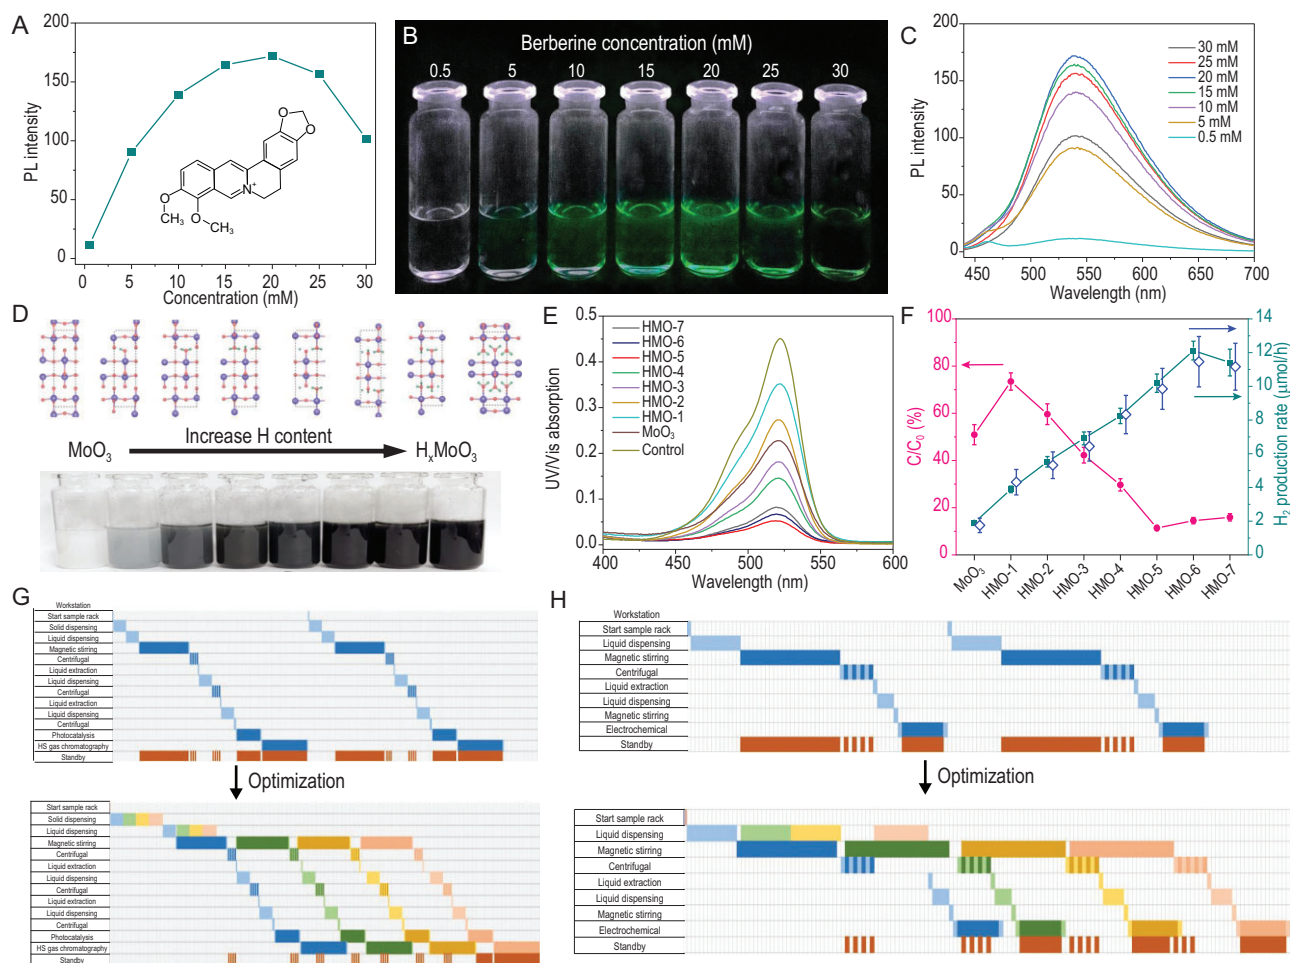 A
200
150
100
50
0
PL intensity
0
5
10
15
20
25
30
Concentration (mM)
O
O
N+
O
CH3
O
CH3
B
Berberine concentration (mM)
0.5
5
10
15
20
25
30
C
200
150
100
50
0
PL intensity
30 mM
25 mM
20 mM
15 mM
10 mM
5 mM
0.5 mM
450
500
550
600
650
700
Wavelength (nm)
D
Increase H content
MoO3
HxMoO3
E
0.5
0.4
0.3
0.2
0.1
0.0
UV/Vis absorption
HMO-7
HMO-6
HMO-5
HMO-4
HMO-3
HMO-2
HMO-1
MoO3
Control
400
450
500
550
600
Wavelength (nm)
F
100
80
60
40
20
0
C/C0 (%)
14
12
10
8
6
4
2
0
H2 production rate (μmol/h)
MoO3
HMO-1
HMO-2
HMO-3
HMO-4
HMO-5
HMO-6
HMO-7
G
Workstation
Start sample rack
Solid dispensing
Liquid dispensing
Magnetic stirring
Centrifugal
Liquid extraction
Liquid dispensing
Centrifugal
Liquid extraction
Liquid dispensing
Centrifugal
Photocatalysis
HS gas chromatography
Standby
Optimization
Start sample rack
Solid dispensing
Liquid dispensing
Magnetic stirring
Centrifugal
Liquid extraction
Liquid dispensing
Centrifugal
Liquid extraction
Liquid dispensing
Centrifugal
Photocatalysis
HS gas chromatography
Standby
H
Workstation
Start sample rack
Liquid dispensing
Magnetic stirring
Centrifugal
Liquid extraction
Liquid dispensing
Magnetic stirring
Electrochemical
Standby
Optimization
Start sample rack
Liquid dispensing
Magnetic stirring
Centrifugal
Liquid extraction
Liquid dispensing
Magnetic stirring
Electrochemical
Standby